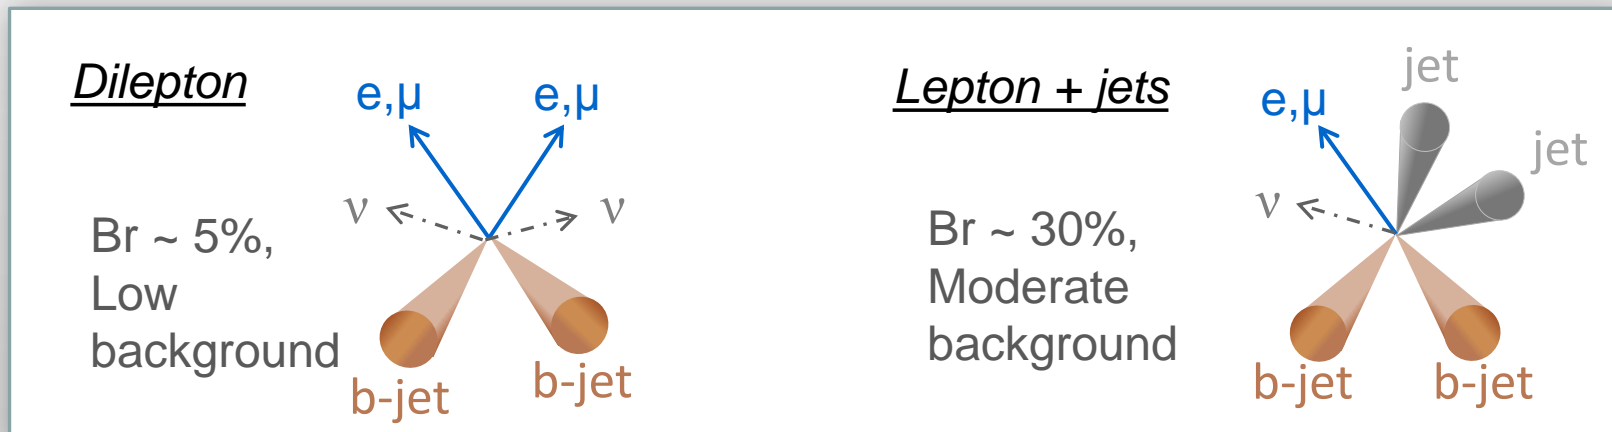 Dilepton
e,μ
e,μ
ν
ν
Br ~ 5%,
Low
background
b-jet
b-jet
Lepton + jets
e,μ
jet
jet
ν
Br ~ 30%,
Moderate
background
b-jet
b-jet